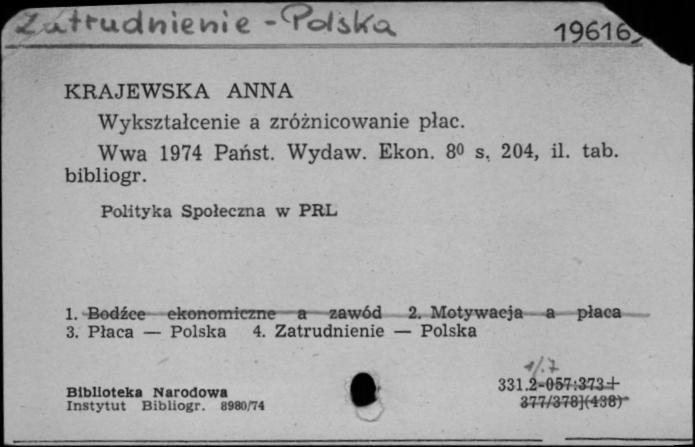 Zatrudnienie - Polska
19616
KRAJEWSKA ANNA
Wykształcenie a zróżnicowanie płac.
Wwa 1974 Państ. Wydaw. Ekon. 8⁰ s. 204, il. tab.
bibliogr.
Polityka Społeczna w PRL
1. Bodźce ekonomiczne a zawód 2. Motywacja a płaca
3. Płaca — Polska 4. Zatrudnienie — Polska
Biblioteka Narodowa
Instytut Bibliogr. 8980/74
331.2-057:373+
377/378](438)